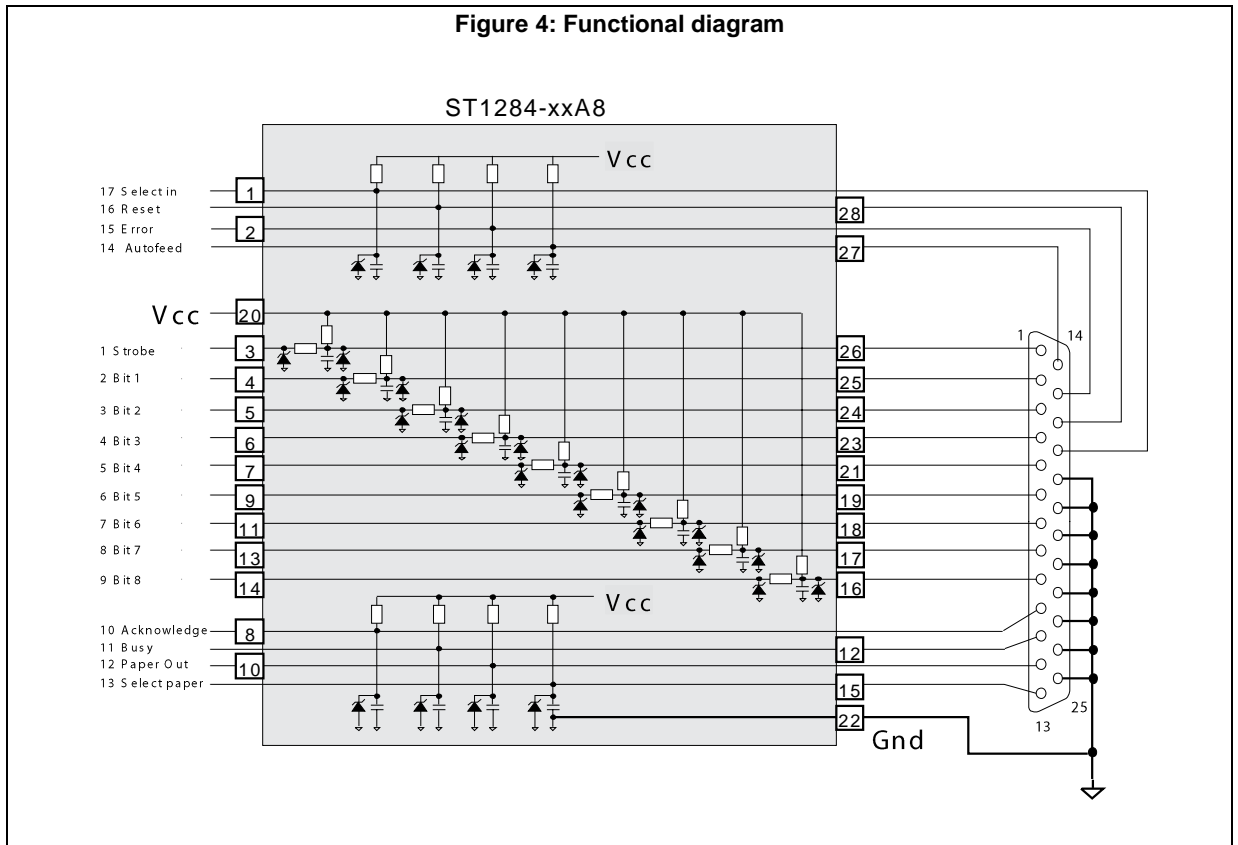 Figure 4: Functional diagram
ST1284-xxA8
Vcc
17 Select in
1
16 Reset
28
15 Error
2
14 Autofeed
27
Vcc
20
1
14
1 Strobe
3
26
2 Bit 1
4
25
3 Bit 2
5
24
4 Bit 3
6
23
5 Bit 4
7
21
6 Bit 5
9
19
7 Bit 6
11
18
8 Bit 7
13
17
9 Bit 8
14
16
Vcc
10 Acknowledge
8
11 Busy
12
12 Paper Out
10
13 Select paper
15
25
13
22
Gnd